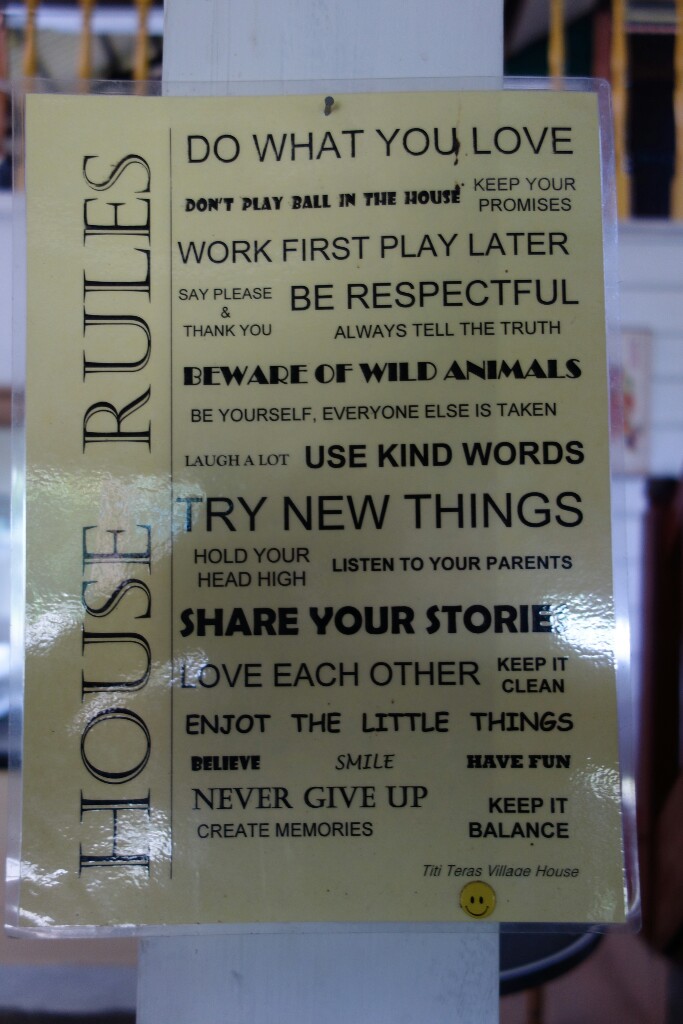 HOUSE RULES
DO WHAT YOU LOVE
DON'T PLAY BALL IN THE HOUSE
KEEP YOUR
PROMISES
WORK FIRST PLAY LATER
SAY PLEASE
&
THANK YOU
BE RESPECTFUL
ALWAYS TELL THE TRUTH
BEWARE OF WILD ANIMALS
BE YOURSELF, EVERYONE ELSE IS TAKEN
LAUGH A LOT
USE KIND WORDS
TRY NEW THINGS
HOLD YOUR
HEAD HIGH
LISTEN TO YOUR PARENTS
SHARE YOUR STORIES
LOVE EACH OTHER
KEEP IT
CLEAN
ENJOT THE LITTLE THINGS
BELIEVE
SMILE
HAVE FUN
NEVER GIVE UP
KEEP IT
BALANCE
CREATE MEMORIES
Titi Teras Village House